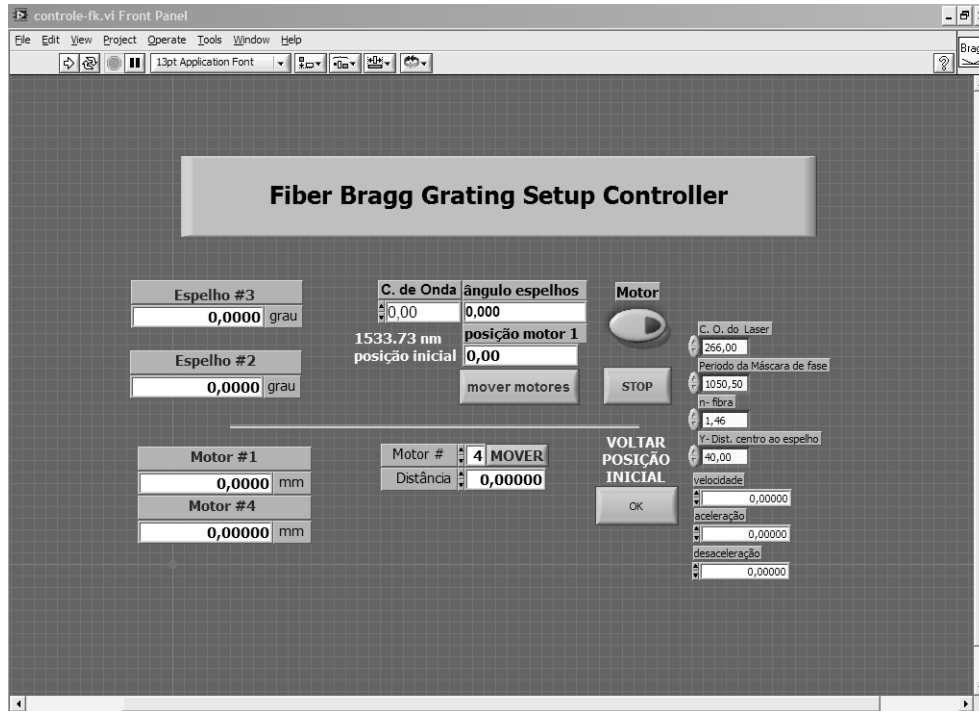 controle-fk.vi Front Panel
File Edit View Project Operate Tools Window Help
13pt Application Font
Brag
Fiber Bragg Grating Setup Controller
Espelho #3
0,0000 grau
Espelho #2
0,0000 grau
C. de Onda ângulo espelhos
0,00 0,000
1533.73 nm
posição inicial
posição motor 1
0,00
mover motores
Motor
STOP
C. O. do Laser
266,00
Periodo da Máscara de fase
1050,50
n- fibra
1,46
Y- Dist. centro ao espelho
40,00
velocidade
0,00000
aceleração
0,00000
desaceleração
0,00000
Motor #1
0,0000 mm
Motor #4
0,00000 mm
Motor # 4 MOVER
Distância 0,00000
VOLTAR
POSIÇÃO
INICIAL
OK